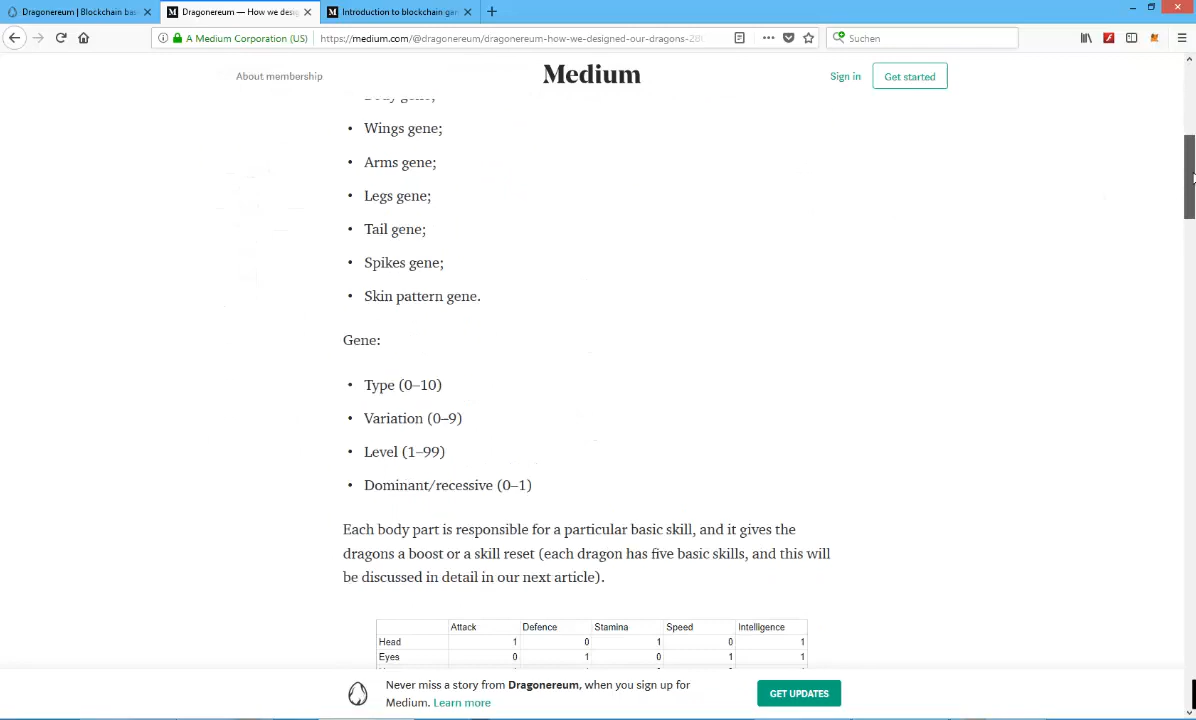 Dragonereum | Blockchain bas
Dragonereum — How we desig
Introduction to blockchain gam
A Medium Corporation (US)
https://medium.com/@dragonereum/dragonereum-how-we-designed-our-dragons-28
Suchen
About membership
Medium
Sign in
Get started
Body gene;
• Wings gene;
• Arms gene;
• Legs gene;
• Tail gene;
• Spikes gene;
• Skin pattern gene.
Gene:
• Type (0–10)
• Variation (0–9)
• Level (1–99)
• Dominant/recessive (0–1)
Each body part is responsible for a particular basic skill, and it gives the
dragons a boost or a skill reset (each dragon has five basic skills, and this will
be discussed in detail in our next article).
Attack Defence Stamina Speed Intelligence
Head 1 0 1 0 1
Eyes 0 1 0 1 1
Never miss a story from Dragonereum, when you sign up for
Medium. Learn more
GET UPDATES